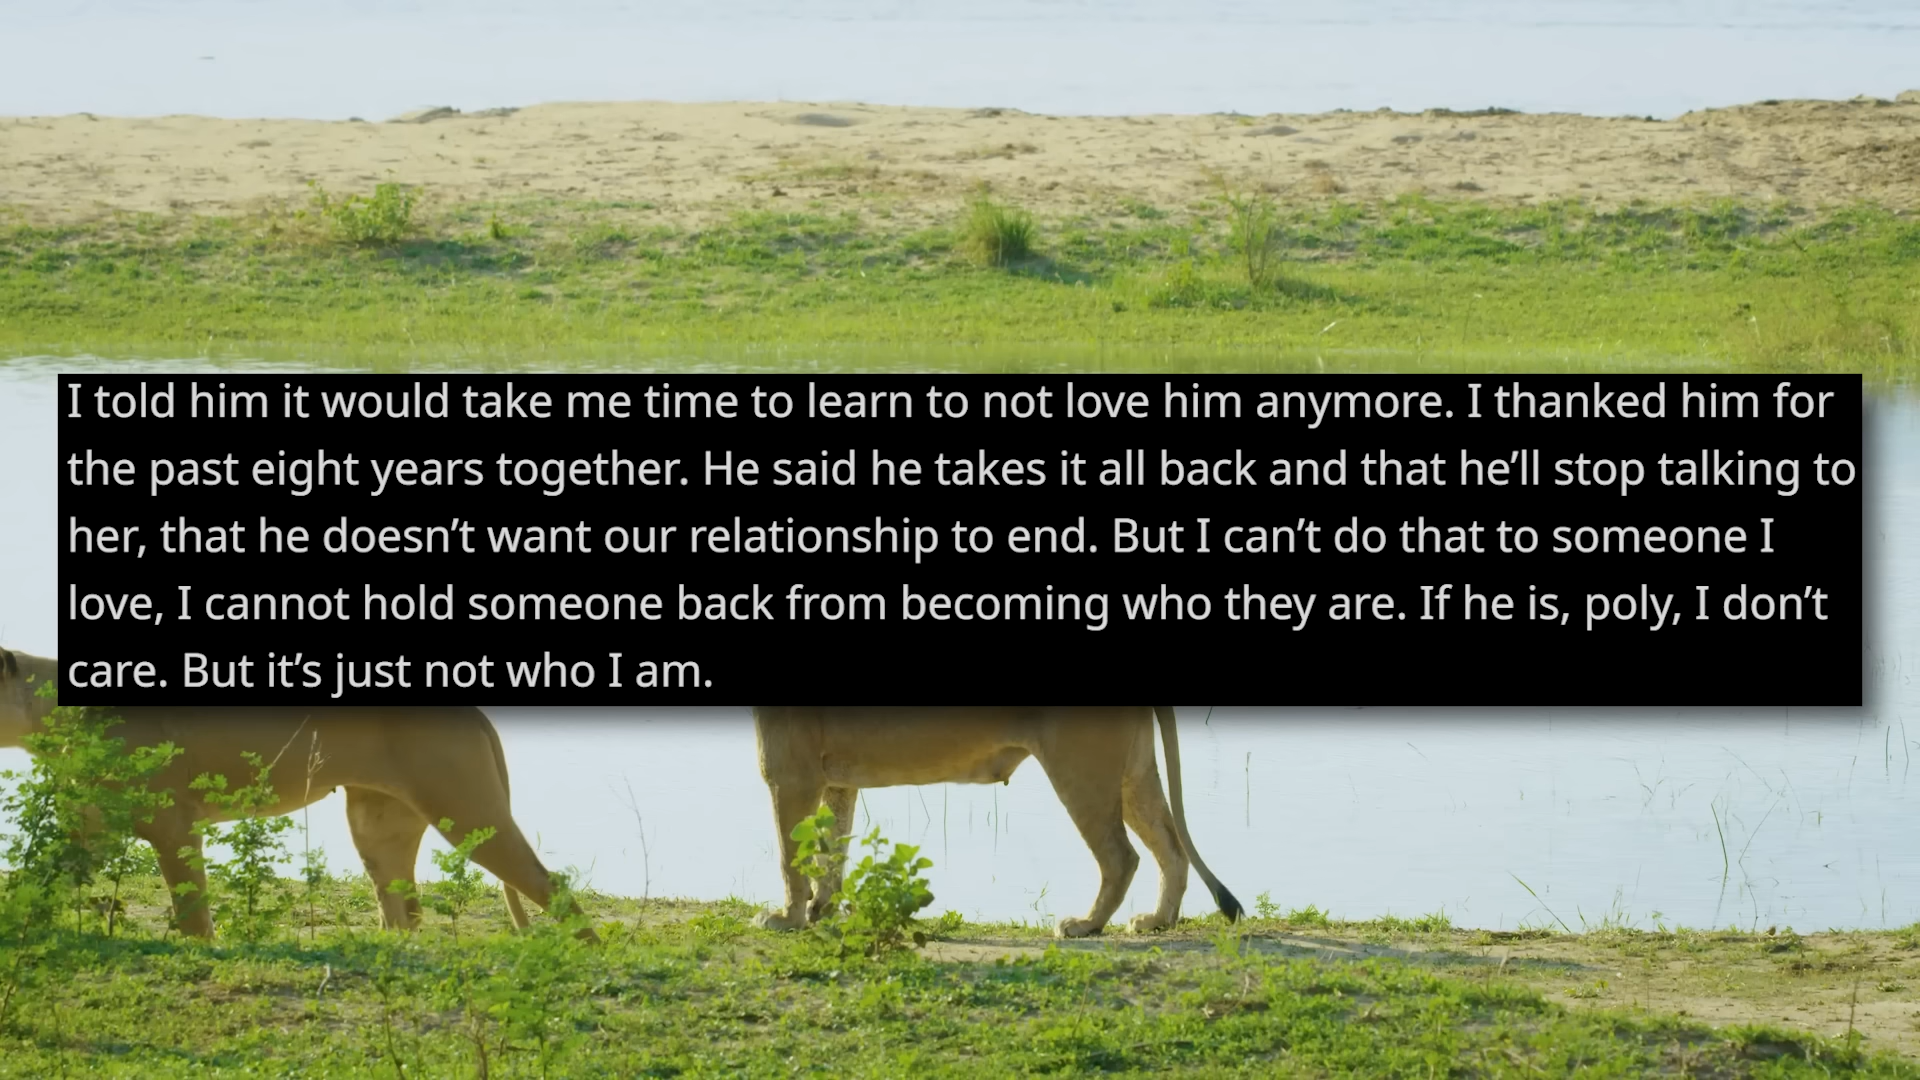 I told him it would take me time to learn to not love him anymore. I thanked him for
the past eight years together. He said he takes it all back and that he’ll stop talking to
her, that he doesn’t want our relationship to end. But I can’t do that to someone I
love, I cannot hold someone back from becoming who they are. If he is, poly, I don’t
care. But it’s just not who I am.